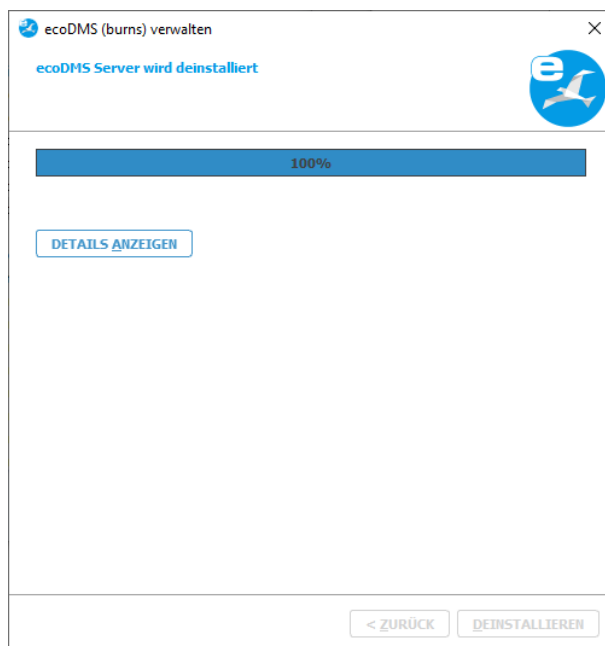 ecoDMS (burns) verwalten
ecoDMS Server wird deinstalliert
e
100%
DETAILS ANZEIGEN
< ZURÜCK
DEINSTALLIEREN